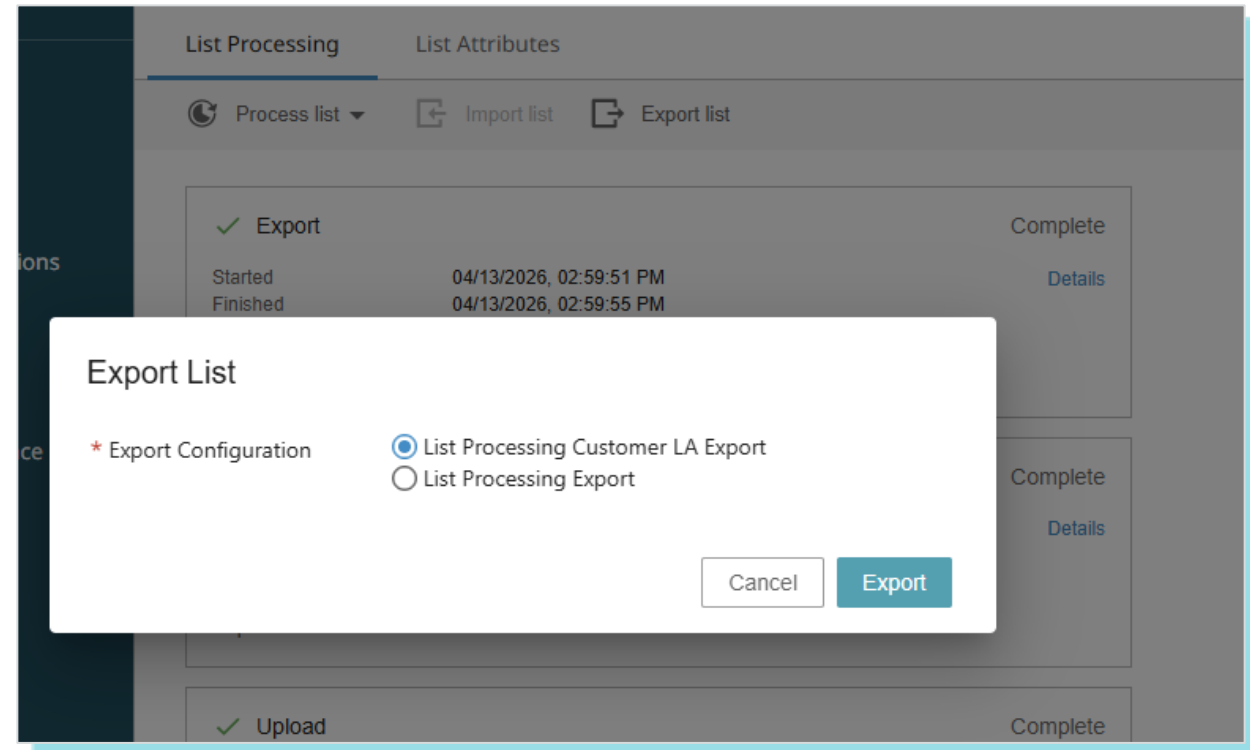 List Processing List Attributes
Process list Import list Export list
Export Complete
ions
Started 04/13/2026, 02:59:51 PM Details
Finished 04/13/2026, 02:59:55 PM
Export List
ce * Export Configuration List Processing Customer LA Export
List Processing Export Complete
Details
Cancel Export
Upload Complete